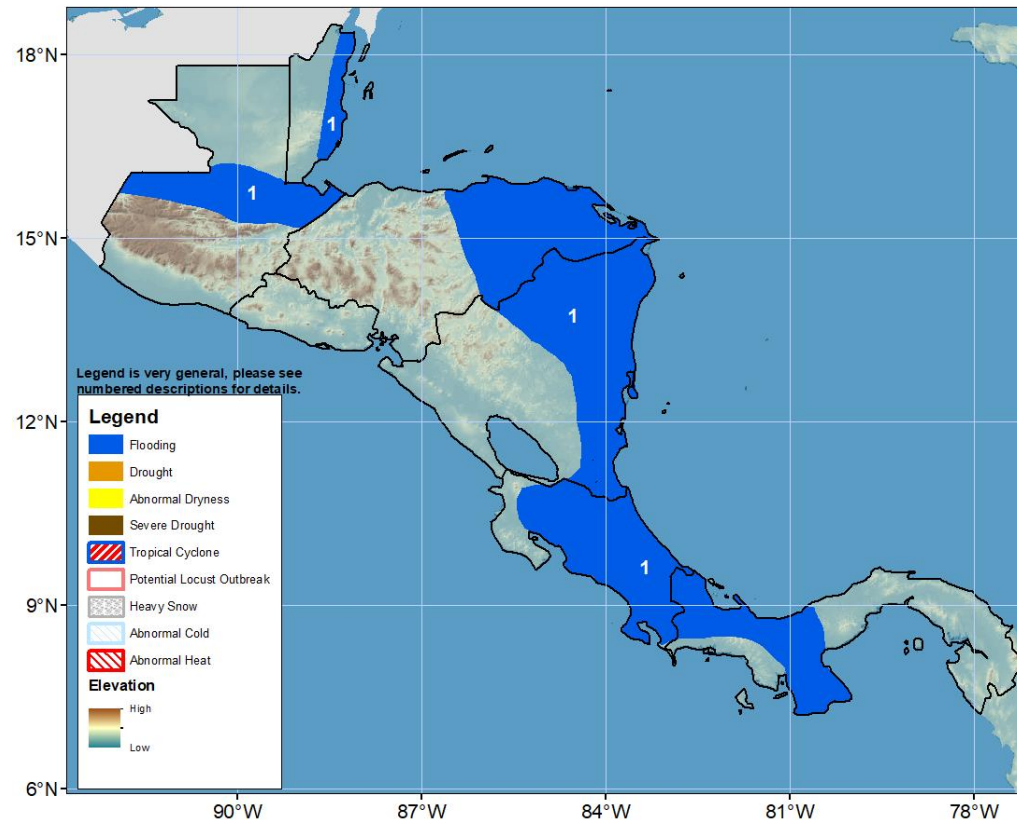 18°N
1
1
15°N
1
Legend is very general, please see
numbered descriptions for details.
12°N
Legend
Flooding
Drought
Abnormal Dryness
Severe Drought
Tropical Cyclone
Potential Locust Outbreak
Heavy Snow
Abnormal Cold
Abnormal Heat
Elevation
High
Low
1
9°N
6°N
90°W 87°W 84°W 81°W 78°W